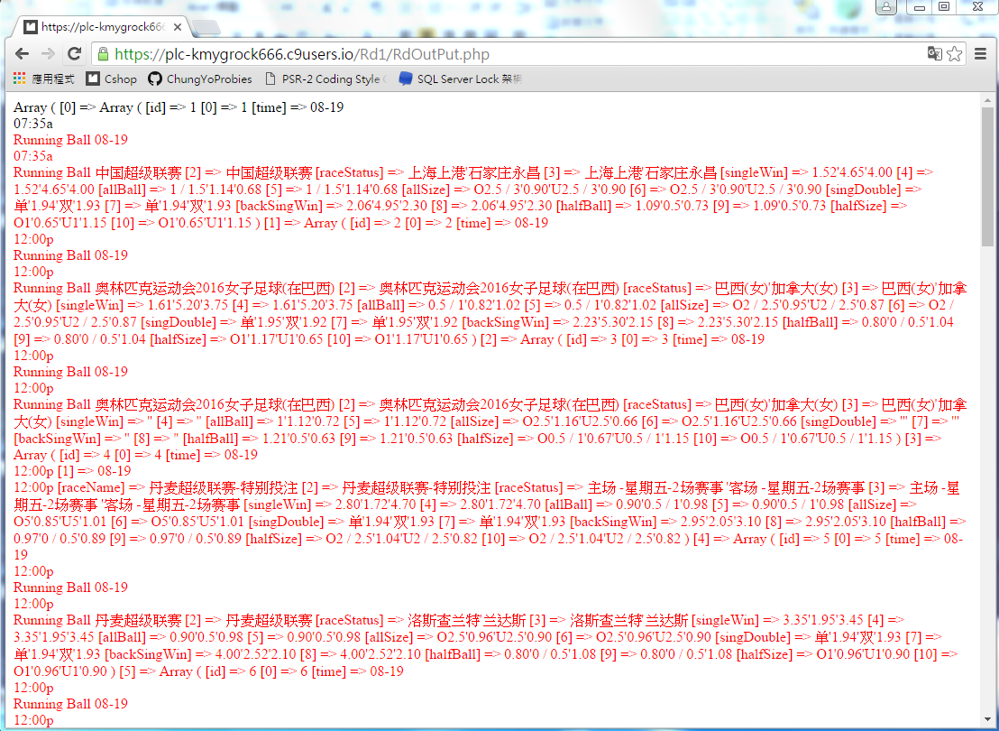 https://plc-kmygrock666
https://plc-kmygrock666.c9users.io/Rd1/RdOutPut.php
應用程式 Cshop ChungYoProbies PSR-2 Coding Style SQL Server Lock 架構
Array ( [0] => Array ( [id] => 1 [0] => 1 [time] => 08-19
07:35a
Running Ball 08-19
07:35a
Running Ball 中国超级联赛 [2] => 中国超级联赛 [raceStatus] => 上海上港'石家庄永昌 [3] => 上海上港'石家庄永昌 [singleWin] => 1.52'4.65'4.00 [4] =>
1.52'4.65'4.00 [allBall] => 1 / 1.5'1.14'0.68 [5] => 1 / 1.5'1.14'0.68 [allSize] => O2.5 / 3'0.90'U2.5 / 3'0.90 [6] => O2.5 / 3'0.90'U2.5 / 3'0.90 [singDouble] =>
单'1.94'双'1.93 [7] => 单'1.94'双'1.93 [backSingWin] => 2.06'4.95'2.30 [8] => 2.06'4.95'2.30 [halfBall] => 1.09'0.5'0.73 [9] => 1.09'0.5'0.73 [halfSize] =>
O1'0.65'U1'1.15 [10] => O1'0.65'U1'1.15 ) [1] => Array ( [id] => 2 [0] => 2 [time] => 08-19
12:00p
Running Ball 08-19
12:00p
Running Ball 奥林匹克运动会2016女子足球(在巴西) [2] => 奥林匹克运动会2016女子足球(在巴西) [raceStatus] => 巴西(女)'加拿大(女) [3] => 巴西(女)'加拿
大(女) [singleWin] => 1.61'5.20'3.75 [4] => 1.61'5.20'3.75 [allBall] => 0.5 / 1'0.82'1.02 [5] => 0.5 / 1'0.82'1.02 [allSize] => O2 / 2.5'0.95'U2 / 2.5'0.87 [6] => O2 /
2.5'0.95'U2 / 2.5'0.87 [singDouble] => 单'1.95'双'1.92 [7] => 单'1.95'双'1.92 [backSingWin] => 2.23'5.30'2.15 [8] => 2.23'5.30'2.15 [halfBall] => 0.80'0 / 0.5'1.04
[9] => 0.80'0 / 0.5'1.04 [halfSize] => O1'1.17'U1'0.65 [10] => O1'1.17'U1'0.65 ) [2] => Array ( [id] => 3 [0] => 3 [time] => 08-19
12:00p
Running Ball 08-19
12:00p
Running Ball 奥林匹克运动会2016女子足球(在巴西) [2] => 奥林匹克运动会2016女子足球(在巴西) [raceStatus] => 巴西(女)'加拿大(女) [3] => 巴西(女)'加拿
大(女) [singleWin] => '' [4] => '' [allBall] => 1'1.12'0.72 [5] => 1'1.12'0.72 [allSize] => O2.5'1.16'U2.5'0.66 [6] => O2.5'1.16'U2.5'0.66 [singDouble] => ''' [7] => '''
[backSingWin] => '' [8] => '' [halfBall] => 1.21'0.5'0.63 [9] => 1.21'0.5'0.63 [halfSize] => O0.5 / 1'0.67'U0.5 / 1'1.15 [10] => O0.5 / 1'0.67'U0.5 / 1'1.15 ) [3] =>
Array ( [id] => 4 [0] => 4 [time] => 08-19
12:00p [1] => 08-19
12:00p [raceName] => 丹麦超级联赛-特别投注 [2] => 丹麦超级联赛-特别投注 [raceStatus] => 主场 -星期五-2场赛事 '客场 -星期五-2场赛事 [3] => 主场 -星
期五-2场赛事 '客场 -星期五-2场赛事 [singleWin] => 2.80'1.72'4.70 [4] => 2.80'1.72'4.70 [allBall] => 0.90'0.5 / 1'0.98 [5] => 0.90'0.5 / 1'0.98 [allSize] =>
O5'0.85'U5'1.01 [6] => O5'0.85'U5'1.01 [singDouble] => 单'1.94'双'1.93 [7] => 单'1.94'双'1.93 [backSingWin] => 2.95'2.05'3.10 [8] => 2.95'2.05'3.10 [halfBall] =>
0.97'0 / 0.5'0.89 [9] => 0.97'0 / 0.5'0.89 [halfSize] => O2 / 2.5'1.04'U2 / 2.5'0.82 [10] => O2 / 2.5'1.04'U2 / 2.5'0.82 ) [4] => Array ( [id] => 5 [0] => 5 [time] => 08-
19
12:00p
Running Ball 08-19
12:00p
Running Ball 丹麦超级联赛 [2] => 丹麦超级联赛 [raceStatus] => 洛斯查兰特'兰达斯 [3] => 洛斯查兰特'兰达斯 [singleWin] => 3.35'1.95'3.45 [4] =>
3.35'1.95'3.45 [allBall] => 0.90'0.5'0.98 [5] => 0.90'0.5'0.98 [allSize] => O2.5'0.96'U2.5'0.90 [6] => O2.5'0.96'U2.5'0.90 [singDouble] => 单'1.94'双'1.93 [7] =>
单'1.94'双'1.93 [backSingWin] => 4.00'2.52'2.10 [8] => 4.00'2.52'2.10 [halfBall] => 0.80'0 / 0.5'1.08 [9] => 0.80'0 / 0.5'1.08 [halfSize] => O1'0.96'U1'0.90 [10] =>
O1'0.96'U1'0.90 ) [5] => Array ( [id] => 6 [0] => 6 [time] => 08-19
12:00p
Running Ball 08-19
12:00p